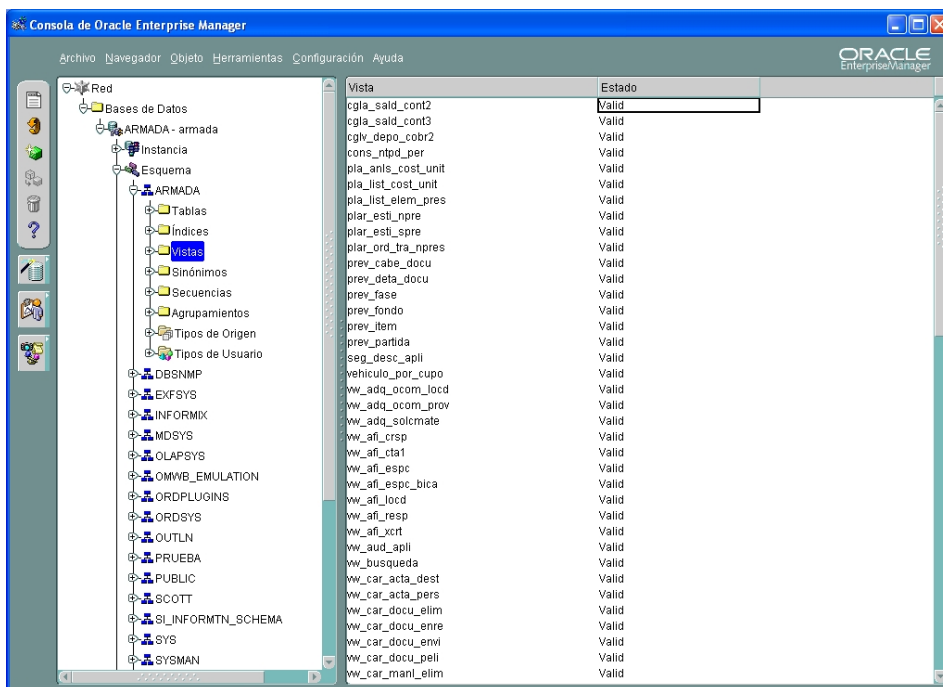 Consola de Oracle Enterprise Manager
Archivo Navegador Objeto Herramientas Configuración Ayuda
ORACLE
EnterpriseManager
Red
Bases de Datos
ARMADA - armada
Instancia
Esquema
ARMADA
Tablas
Índices
Vistas
Sinónimos
Secuencias
Agrupamientos
Tipos de Origen
Tipos de Usuario
DBSNMP
EXFSYS
INFORMIX
MDSYS
OLAPSYS
OMWB_EMULATION
ORDPLUGINS
ORDSYS
OUTLN
PRUEBA
PUBLIC
SCOTT
SI_INFORMTN_SCHEMA
SYS
SYSMAN
Vista Estado
cgla_sald_cont2 Valid
cgla_sald_cont3 Valid
cglv_depo_cobr2 Valid
cons_ntpd_per Valid
pla_anls_cost_unit Valid
pla_list_cost_unit Valid
pla_list_elem_pres Valid
plar_esti_npre Valid
plar_esti_spre Valid
plar_ord_tra_npres Valid
prev_cabe_docu Valid
prev_deta_docu Valid
prev_fase Valid
prev_fondo Valid
prev_item Valid
prev_partida Valid
seg_desc_apli Valid
vehiculo_por_cupo Valid
vw_adq_ocom_locd Valid
vw_adq_ocom_prov Valid
vw_adq_solcmate Valid
vw_afi_crsp Valid
vw_afi_cta1 Valid
vw_afi_espc Valid
vw_afi_espc_bica Valid
vw_afi_locd Valid
vw_afi_resp Valid
vw_afi_xcrt Valid
vw_aud_apli Valid
vw_busqueda Valid
vw_car_acta_dest Valid
vw_car_acta_pers Valid
vw_car_docu_elim Valid
vw_car_docu_enre Valid
vw_car_docu_envi Valid
vw_car_docu_peli Valid
vw_car_manl_elim Valid